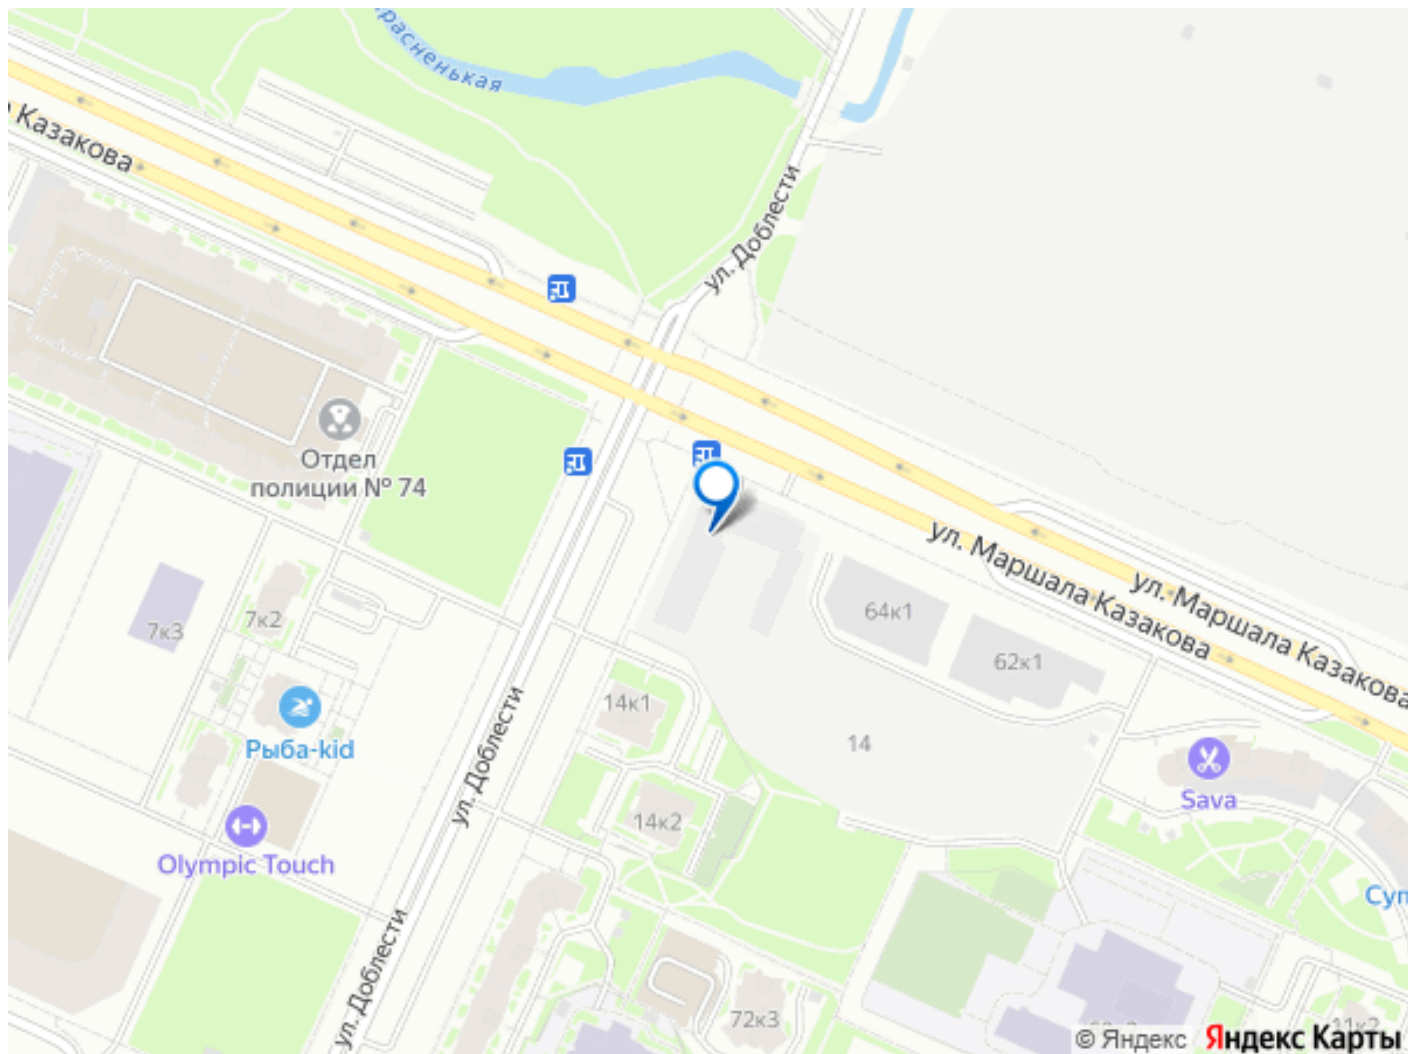 Красненькая
Казакова
ул. Доблести
Отдел
полиции № 74
ул. Маршала Казакова
ул. Маршала Казакова
64к1
7к2
7к3
62к1
14к1
Рыба-kid
14
ул. Доблести
Sava
14к2
Olympic Touch
ул. Доблести
72к3
11к2
© Яндекс Яндекс Карты